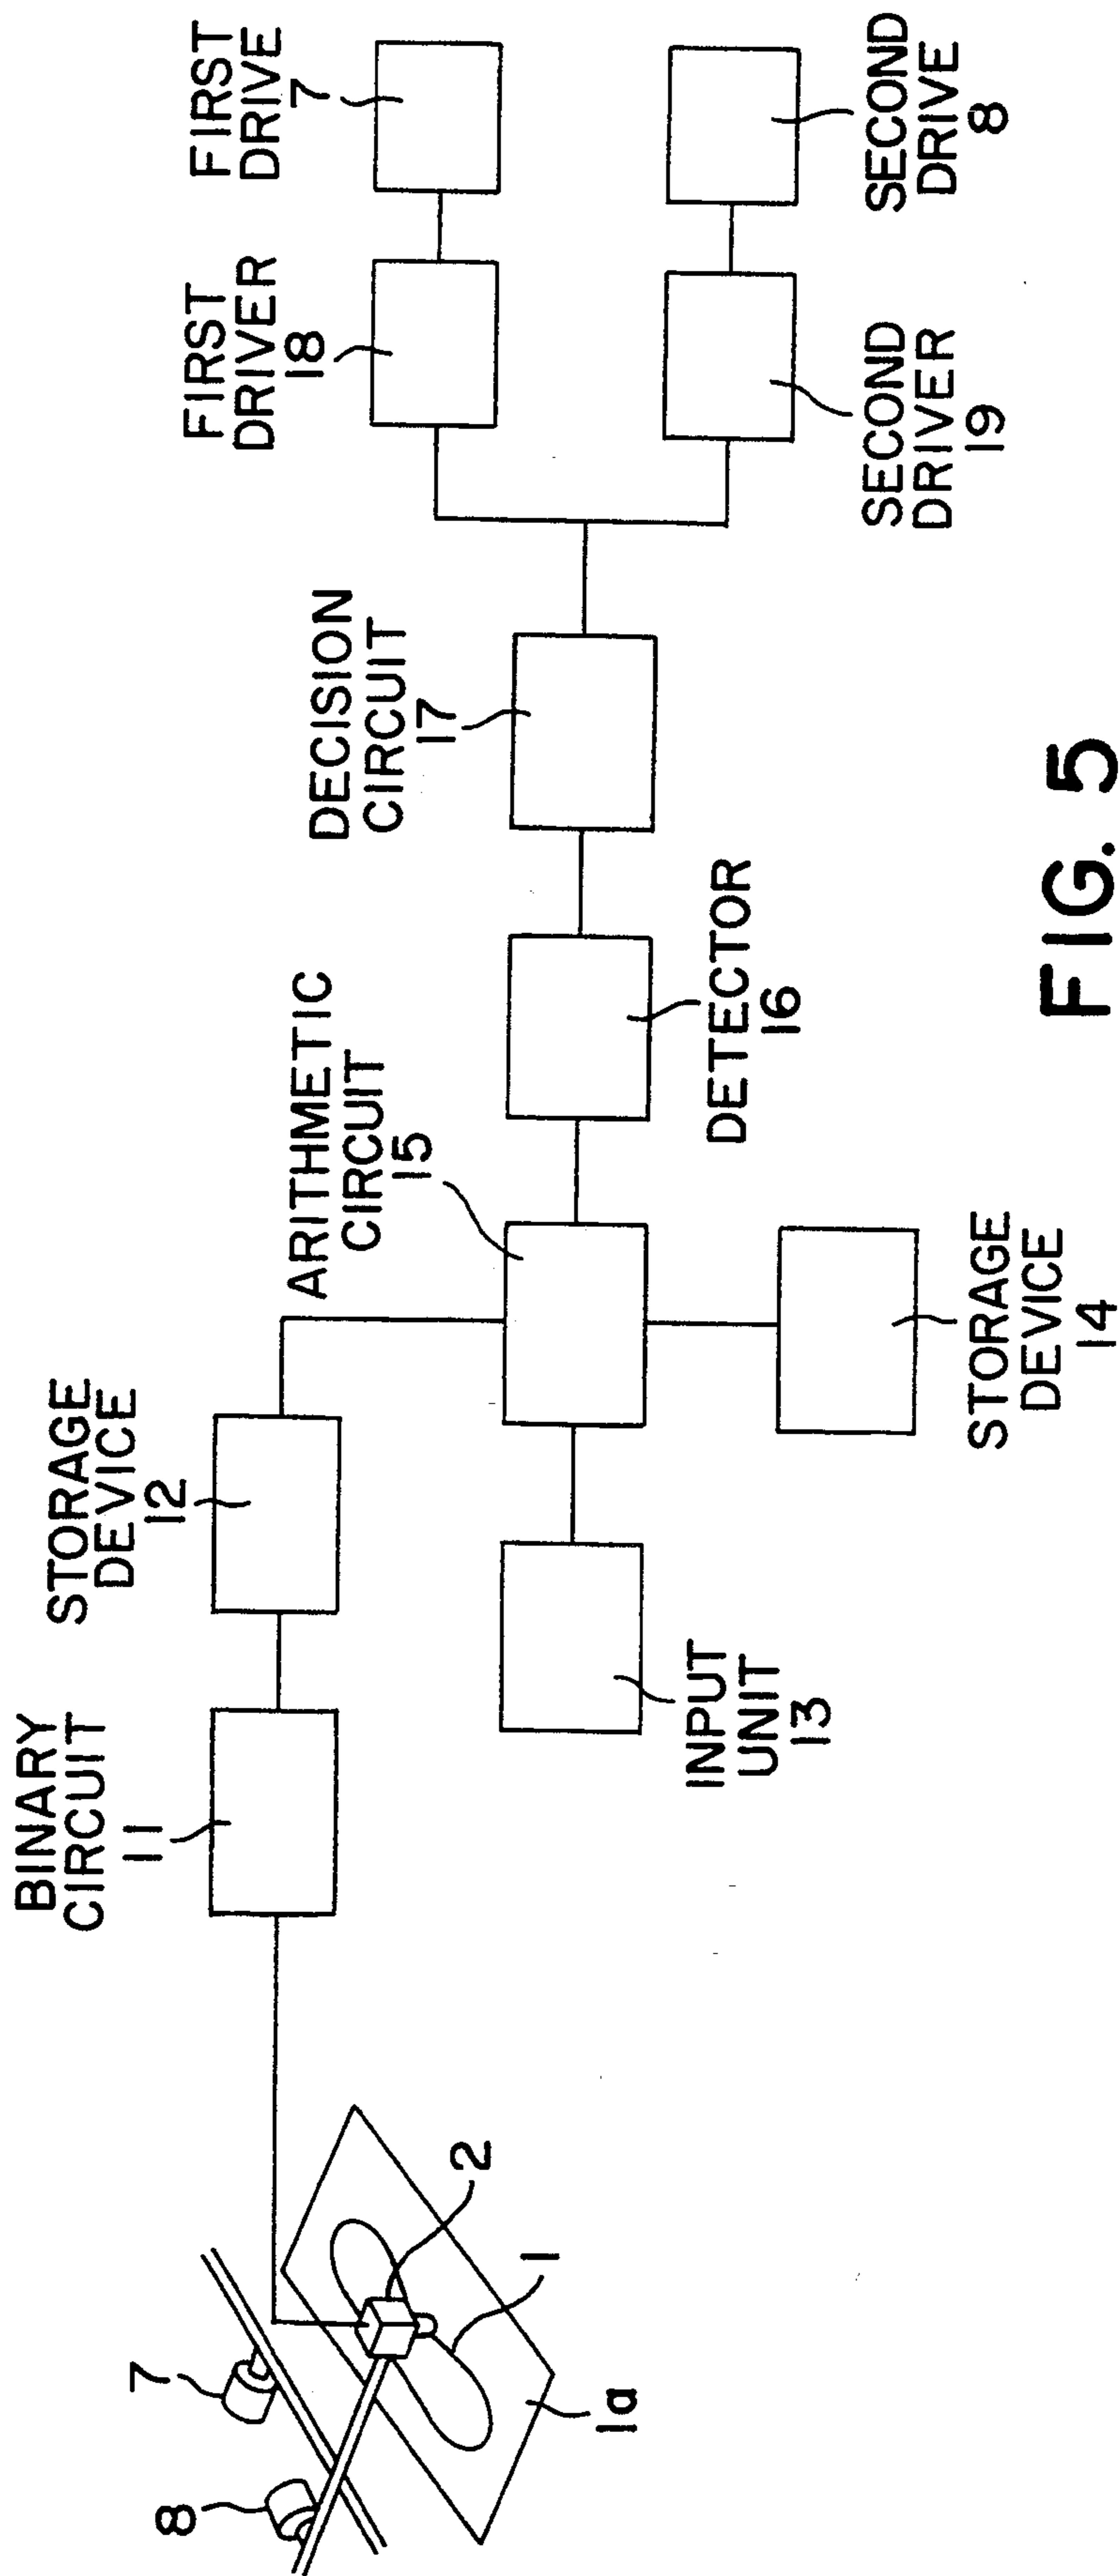 BINARY
CIRCUIT
11
STORAGE
DEVICE
12
ARITHMETIC
CIRCUIT
15
DECISION
CIRCUIT
17
FIRST
DRIVER
18
FIRST
DRIVE
7
8
7
2
1
1a
INPUT
UNIT
13
STORAGE
DEVICE
14
DETECTOR
16
SECOND
DRIVER
19
SECOND
DRIVE
8
FIG. 5